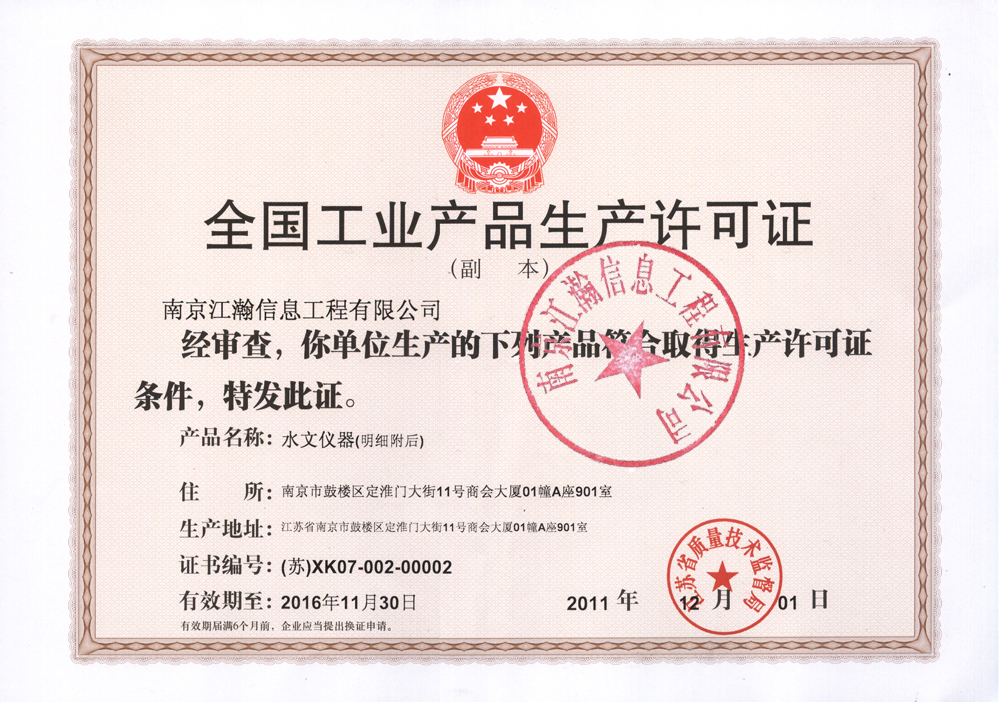 全国工业产品生产许可证
(副 本)
南京江瀚信息工程有限公司
经审查，你单位生产的下列产品符合取得生产许可证
条件，特发此证。
南京江瀚信息工程有限公司
产品名称：水文仪器(明细附后)
住 所：南京市鼓楼区定淮门大街11号商会大厦01幢A座901室
生产地址：江苏省南京市鼓楼区定淮门大街11号商会大厦01幢A座901室
证书编号：(苏)XK07-002-00002
有效期至：2016年11月30日
2011 年 12 月 01 日
江苏省质量技术监督局
有效期届满6个月前，企业应当提出换证申请。